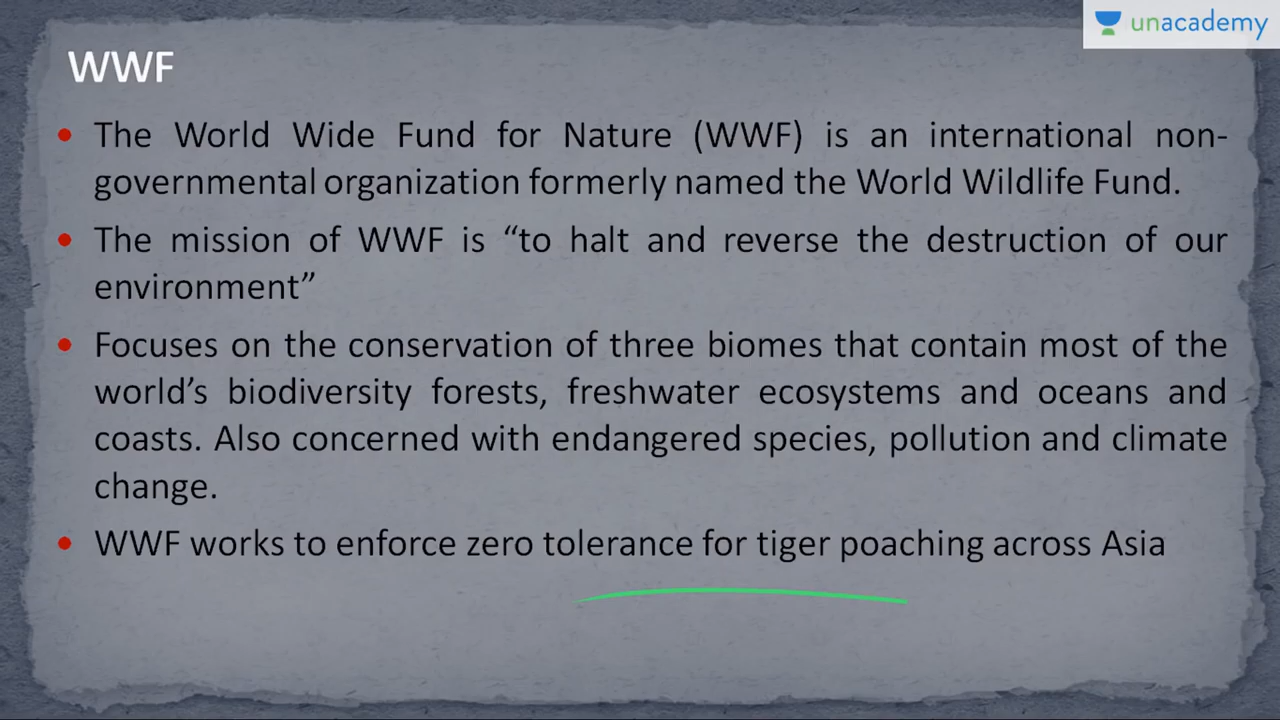 unacademy
WWF
• The World Wide Fund for Nature (WWF) is an international non-
governmental organization formerly named the World Wildlife Fund.
• The mission of WWF is “to halt and reverse the destruction of our
environment”
• Focuses on the conservation of three biomes that contain most of the
world’s biodiversity forests, freshwater ecosystems and oceans and
coasts. Also concerned with endangered species, pollution and climate
change.
• WWF works to enforce zero tolerance for tiger poaching across Asia